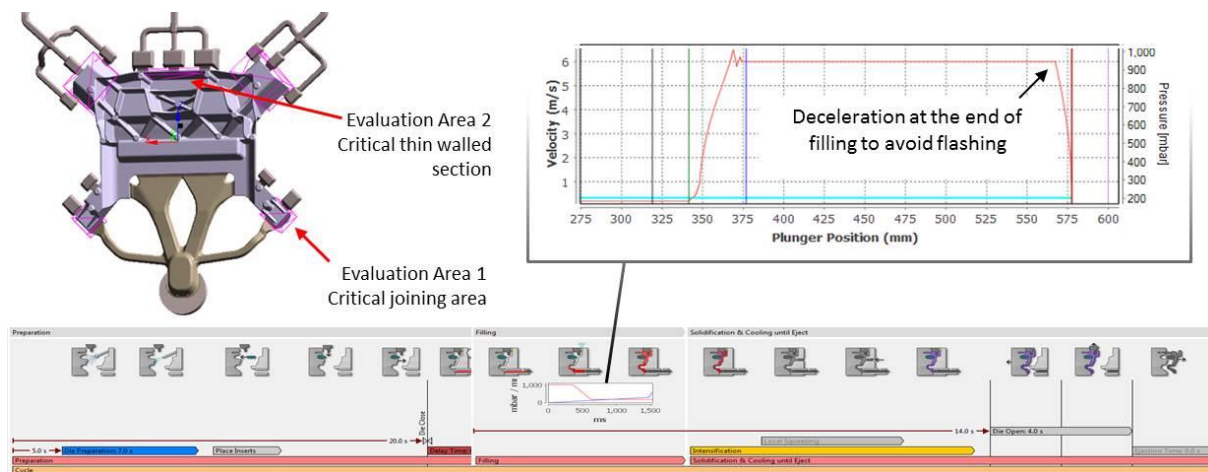 Evaluation Area 2
Critical thin walled
section
Evaluation Area 1
Critical joining area
Velocity (m/s)
6
5
4
3
2
1
1,000
900
800
700
600
500
400
300
200
Pressure [mbar]
Deceleration at the end of
filling to avoid flashing
275 300 325 350 375 400 425 450 475 500 525 550 575 600
Plunger Position (mm)
Preparation Filling Solidification & Cooling until Eject
mbar /
1,000
0
0 500 1,000 1,500
ms
Die Close
20.0 s 14.0 s Die Open: 4.0 s
Local Squeezing
5.0 s Die Preparation: 7.0 s Place Inserts Delay Time: Intensification Ejection Time: 0.0 s
Preparation Filling Solidification & Cooling until Eject
Cycle